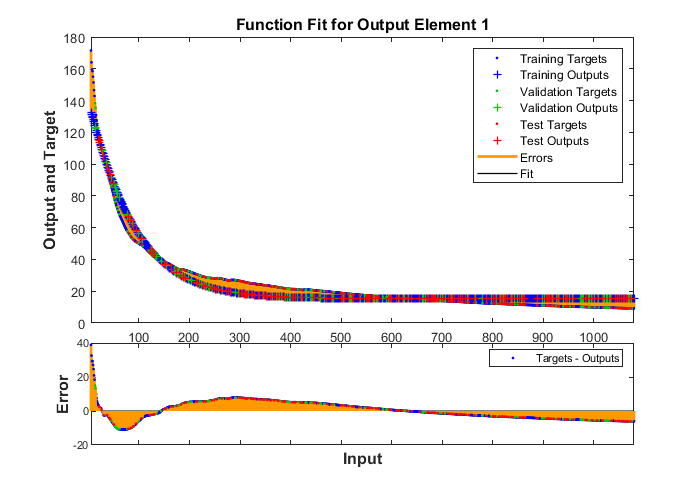 Function Fit for Output Element 1
Output and Target
180
160
140
120
100
80
60
40
20
0
Training Targets
Training Outputs
Validation Targets
Validation Outputs
Test Targets
Test Outputs
Errors
Fit
100 200 300 400 500 600 700 800 900 1000
Error
40
20
0
-20
Targets - Outputs
Input